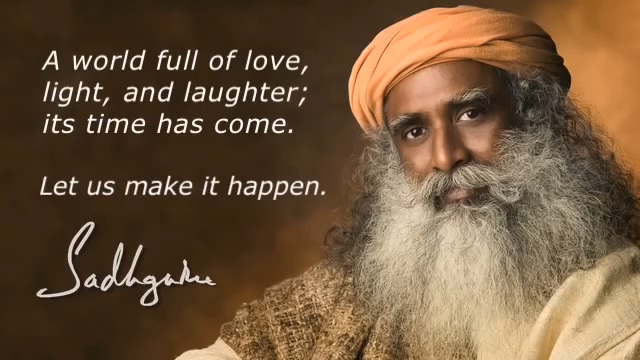 A world full of love,
light, and laughter;
its time has come.
Let us make it happen.
Sadhguru